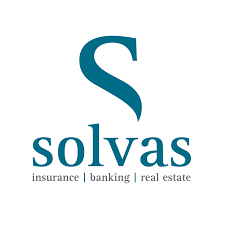 S
solvas
insurance | banking | real estate